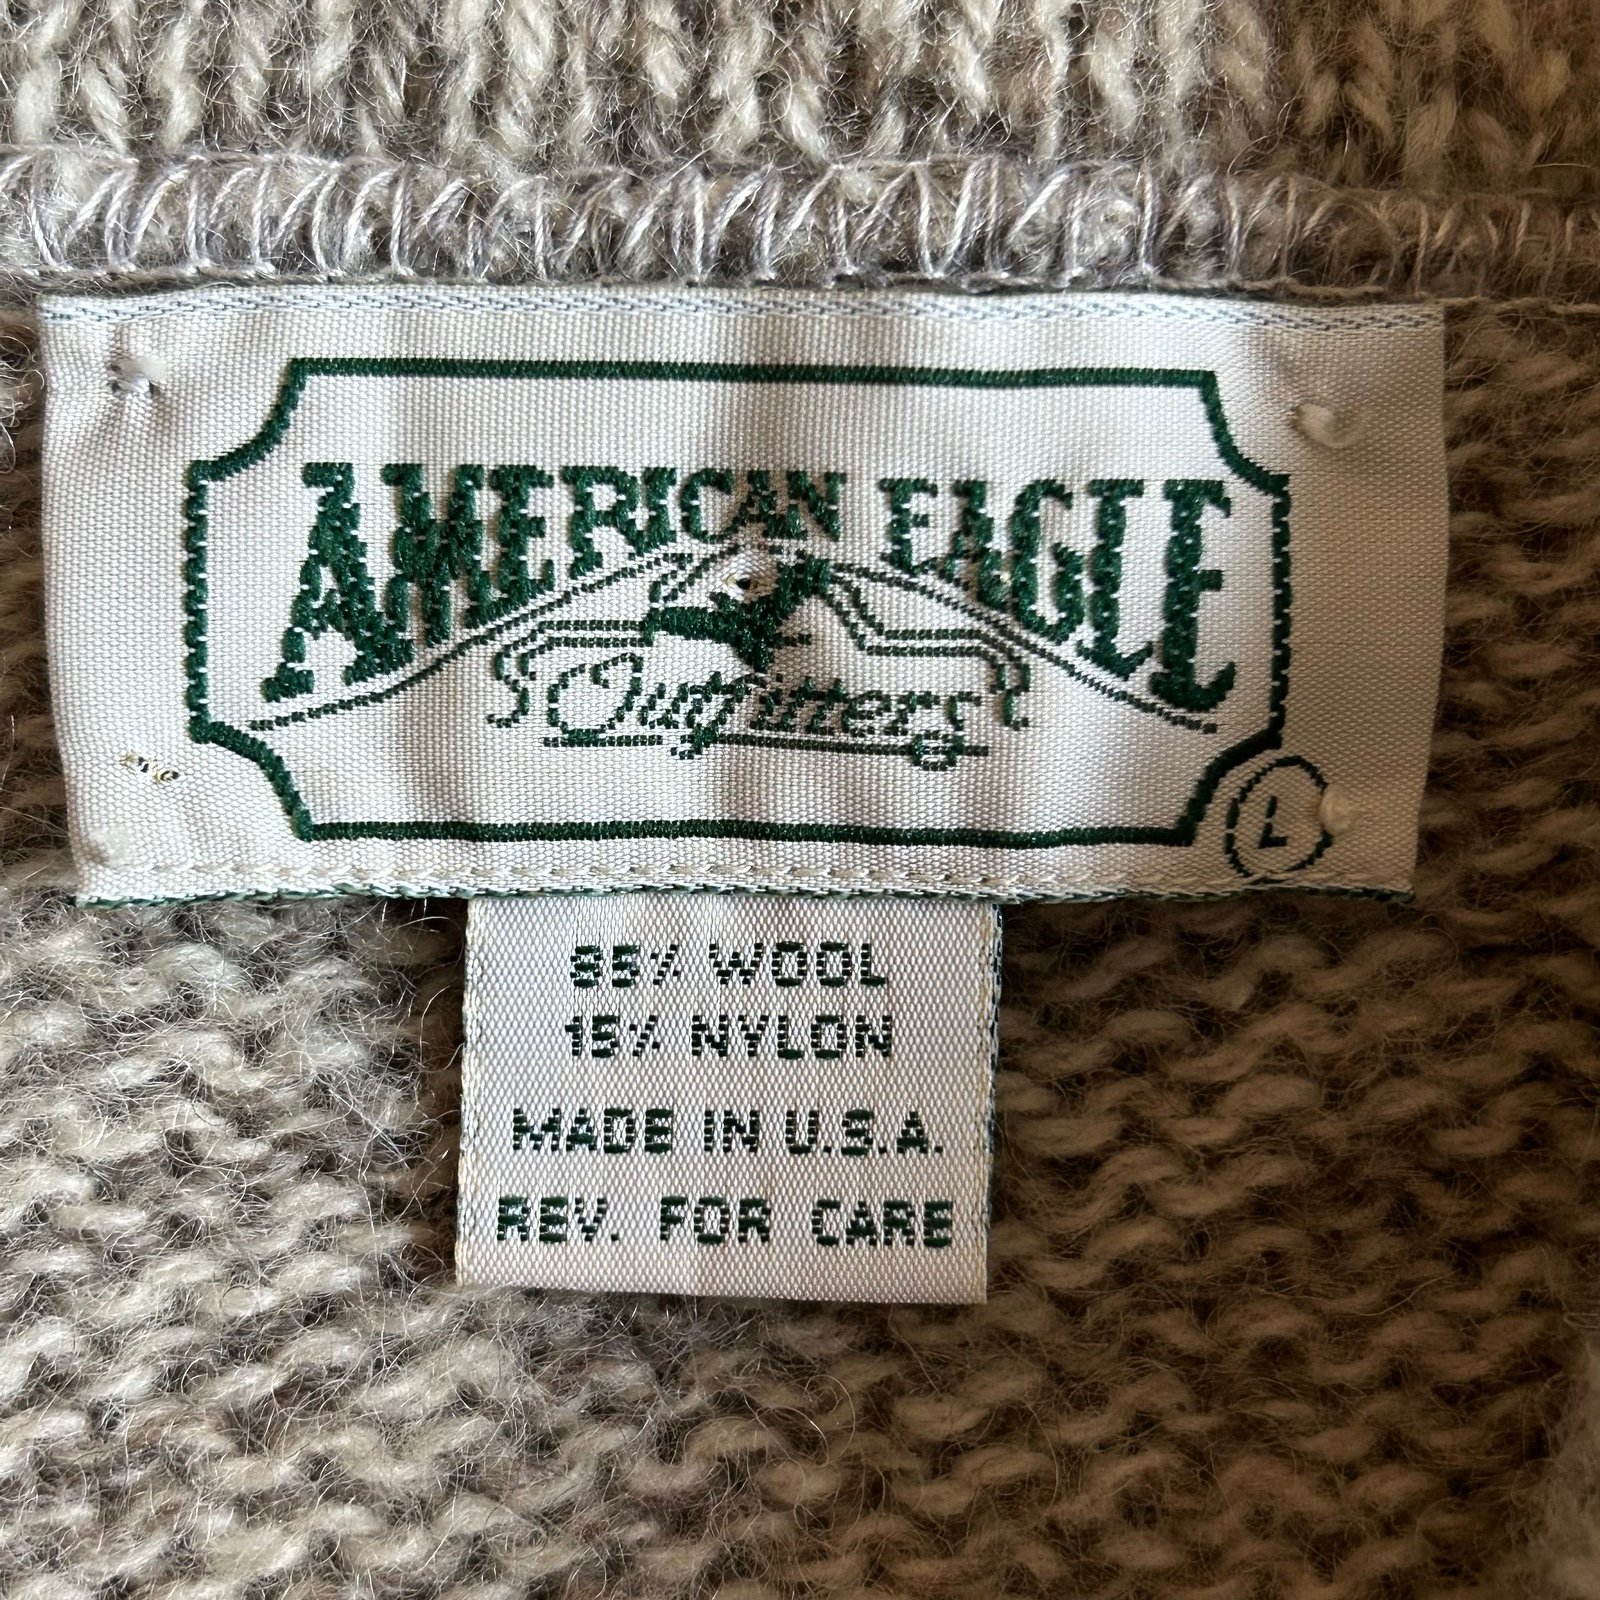 AMERICAN EAGLE
Outfitters
L
85% WOOL
15% NYLON
MADE IN U.S.A.
REV. FOR CARE